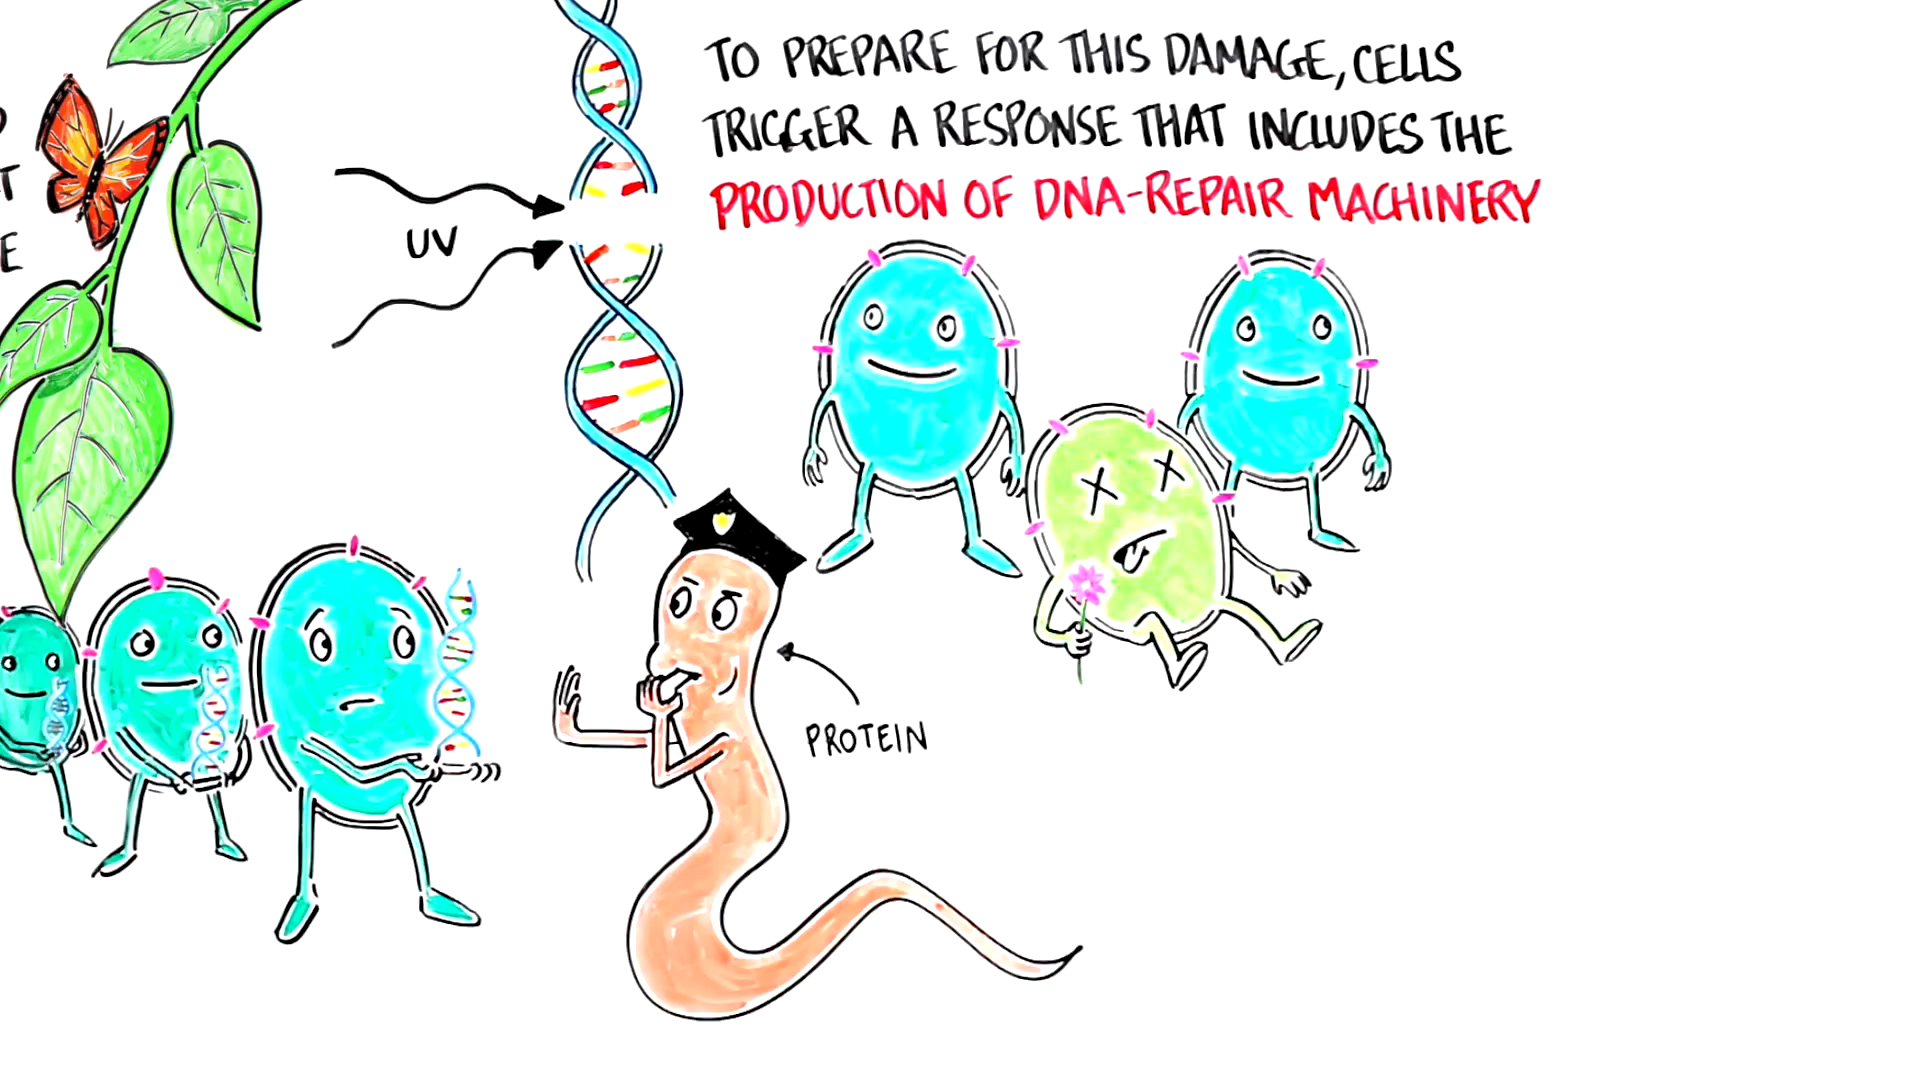 TO PREPARE FOR THIS DAMAGE, CELLS
TRIGGER A RESPONSE THAT INCLUDES THE
PRODUCTION OF DNA-REPAIR MACHINERY
UV
T
E
PROTEIN